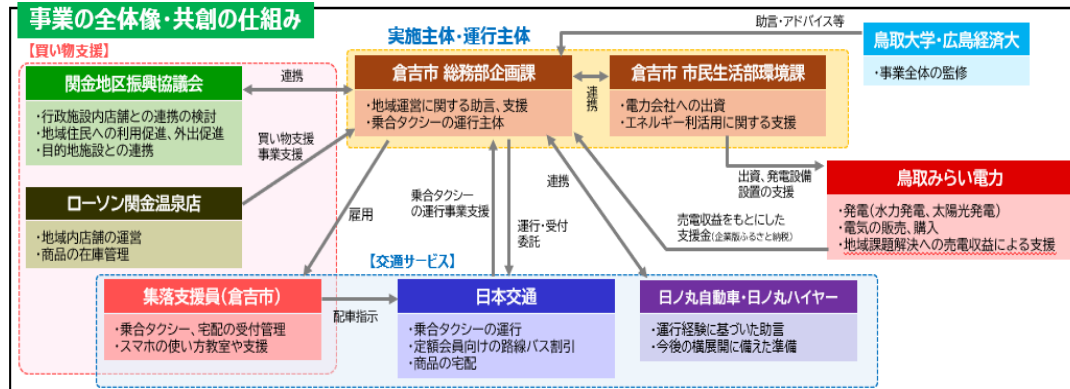 事業の全体像・共創の仕組み
【買い物支援】
実施主体・運行主体
助言・アドバイス等
鳥取大学・広島経済大
・事業全体の監修
関金地区振興協議会
・行政施設内店舗との連携の検討
・地域住民への利用促進、外出促進
・目的地施設との連携
連携
倉吉市 総務部企画課
・地域運営に関する助言、支援
・乗合タクシーの運行主体
連携
倉吉市 市民生活部環境課
・電力会社への出資
・エネルギー利活用に関する支援
買い物支援
事業支援
ローソン関金温泉店
・地域内店舗の運営
・商品の在庫管理
雇用
乗合タクシー
の運行事業支援
運行・受付
委託
連携
出資、発電設備
設置の支援
売電収益をもとにした
支援金(企業版ふるさと納税)
鳥取みらい電力
・発電(水力発電、太陽光発電)
・電気の販売、購入
・地域課題解決への売電収益による支援
【交通サービス】
集落支援員(倉吉市)
・乗合タクシー、宅配の受付管理
・スマホの使い方教室や支援
配車指示
日本交通
・乗合タクシーの運行
・定額会員向けの路線バス割引
・商品の宅配
日ノ丸自動車・日ノ丸ハイヤー
・運行経験に基づいた助言
・今後の横展開に備えた準備